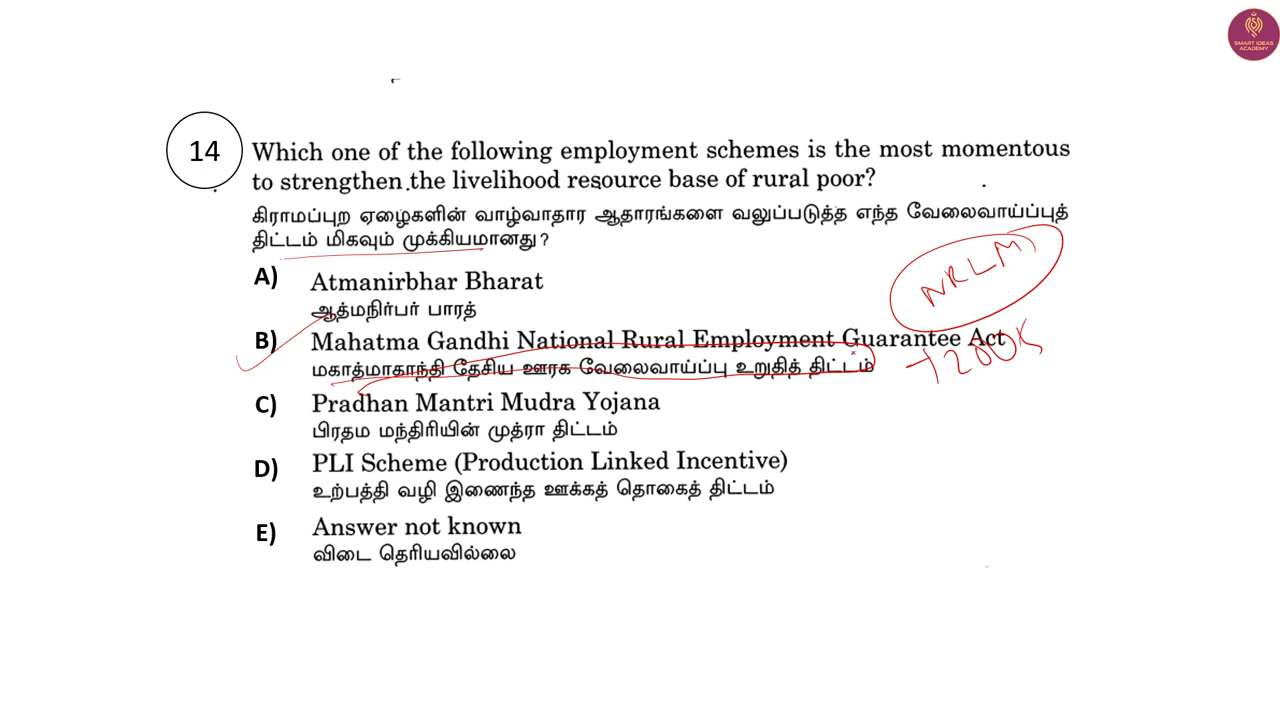 SMART IDEAS
ACADEMY
14
Which one of the following employment schemes is the most momentous
to strengthen the livelihood resource base of rural poor?
கிராமப்புற ஏழைகளின் வாழ்வாதார ஆதாரங்களை வலுப்படுத்த எந்த வேலைவாய்ப்புத்
திட்டம் மிகவும் முக்கியமானது?
A) Atmanirbhar Bharat
ஆத்மநிர்பர் பாரத்
NRLM
B) Mahatma Gandhi National Rural Employment Guarantee Act
மகாத்மாகாந்தி தேசிய ஊரக வேலைவாய்ப்பு உறுதித் திட்டம்
C) Pradhan Mantri Mudra Yojana
பிரதம மந்திரியின் முத்ரா திட்டம்
D) PLI Scheme (Production Linked Incentive)
உற்பத்தி வழி இணைந்த ஊக்கத் தொகைத் திட்டம்
E) Answer not known
விடை தெரியவில்லை